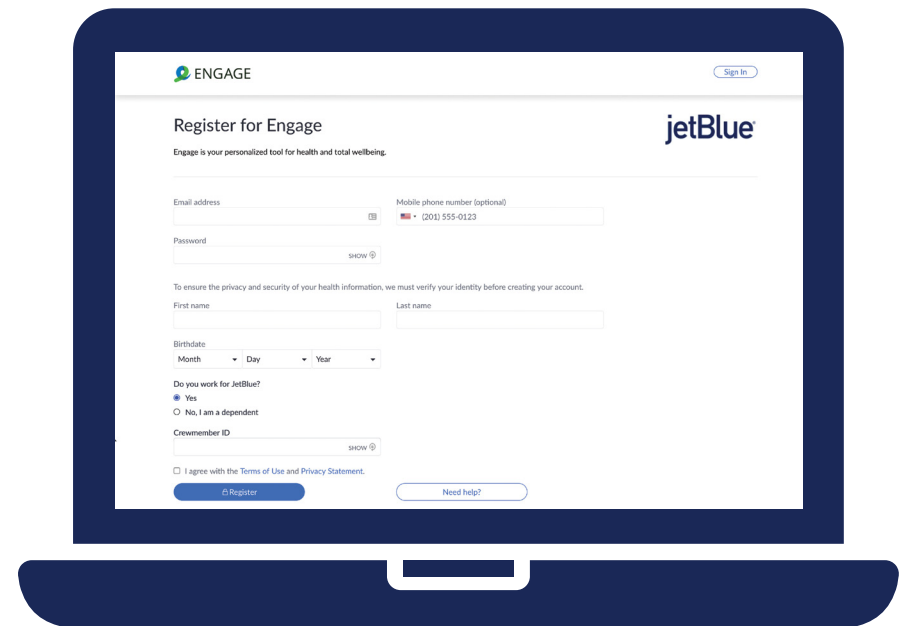 ENGAGE
Sign In
Register for Engage
jetBlue
Engage is your personalized tool for health and total wellbeing.
Email address
Mobile phone number (optional)
(201) 555-0123
Password
SHOW
To ensure the privacy and security of your health information, we must verify your identity before creating your account.
First name
Last name
Birthdate
Month Day Year
Do you work for JetBlue?
Yes
No, I am a dependent
Crewmember ID
SHOW
I agree with the Terms of Use and Privacy Statement.
Register
Need help?